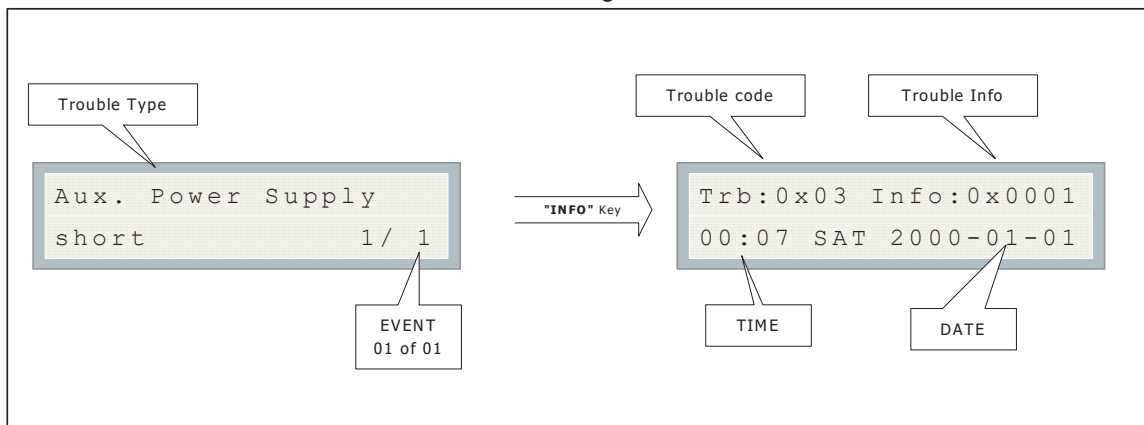 Trouble Type
Aux. Power Supply
short 1/ 1
EVENT
01 of 01
"INFO" Key
Trouble code
Trouble Info
Trb:0x03 Info:0x0001
00:07 SAT 2000-01-01
TIME
DATE